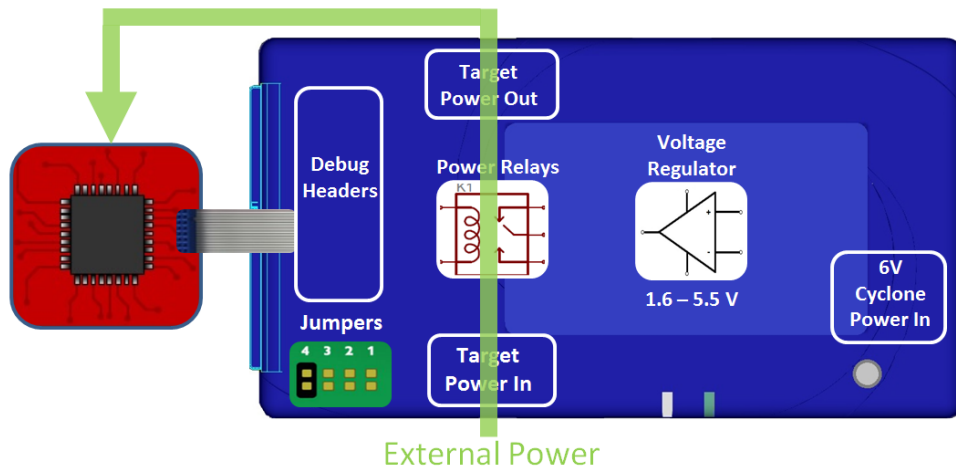 Target
Power Out
Debug
Headers
Power Relays
K1
Voltage
Regulator
+
-
1.6 – 5.5 V
6V
Cyclone
Power In
Jumpers
4 3 2 1
Target
Power In
External Power